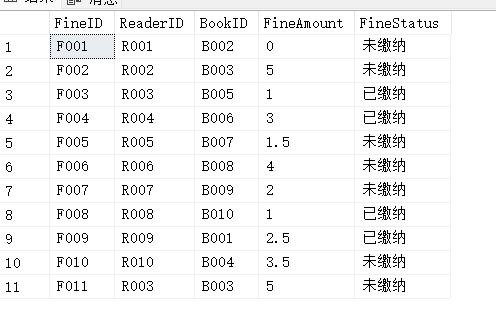 FineID ReaderID BookID FineAmount FineStatus
1 F001 R001 B002 0 未缴纳
2 F002 R002 B003 5 未缴纳
3 F003 R003 B005 1 已缴纳
4 F004 R004 B006 3 已缴纳
5 F005 R005 B007 1.5 未缴纳
6 F006 R006 B008 4 未缴纳
7 F007 R007 B009 2 未缴纳
8 F008 R008 B010 1 已缴纳
9 F009 R009 B001 2.5 已缴纳
10 F010 R010 B004 3.5 未缴纳
11 F011 R003 B003 5 未缴纳